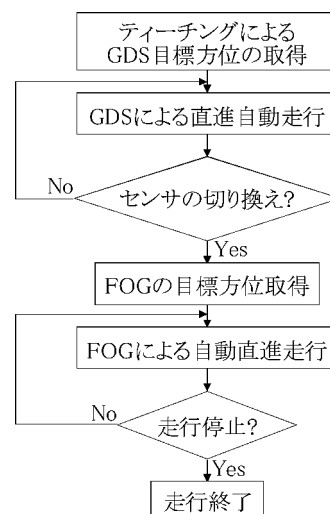 ティーチングによる
GDS目標方位の取得
GDSによる直進自動走行
No
センサの切り換え?
Yes
FOGの目標方位取得
FOGによる自動直進走行
No
走行停止?
Yes
走行終了